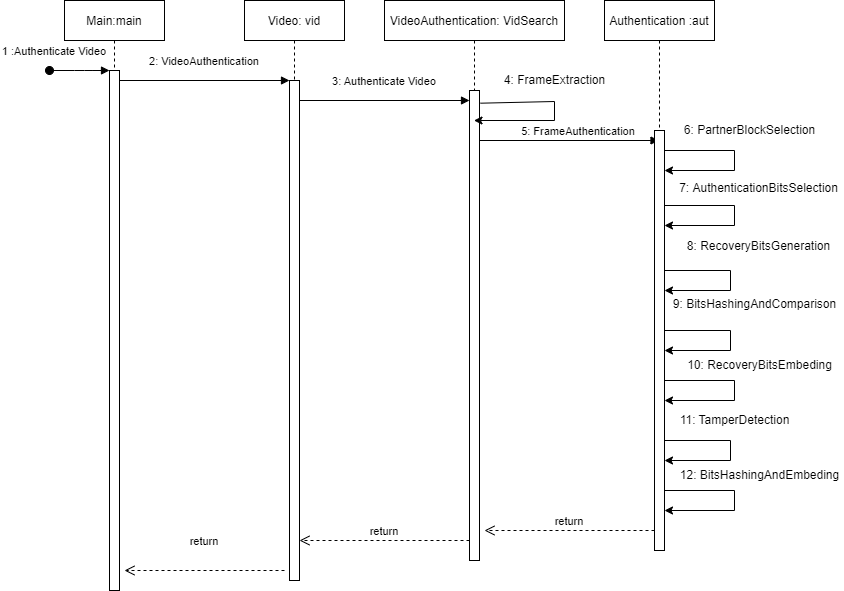 Main:main
Video: vid
VideoAuthentication: VidSearch
Authentication :aut
1 :Authenticate Video
2: VideoAuthentication
3: Authenticate Video
4: FrameExtraction
5: FrameAuthentication
6: PartnerBlockSelection
7: AuthenticationBitsSelection
8: RecoveryBitsGeneration
9: BitsHashingAndComparison
10: RecoveryBitsEmbeding
11: TamperDetection
12: BitsHashingAndEmbeding
return
return
return